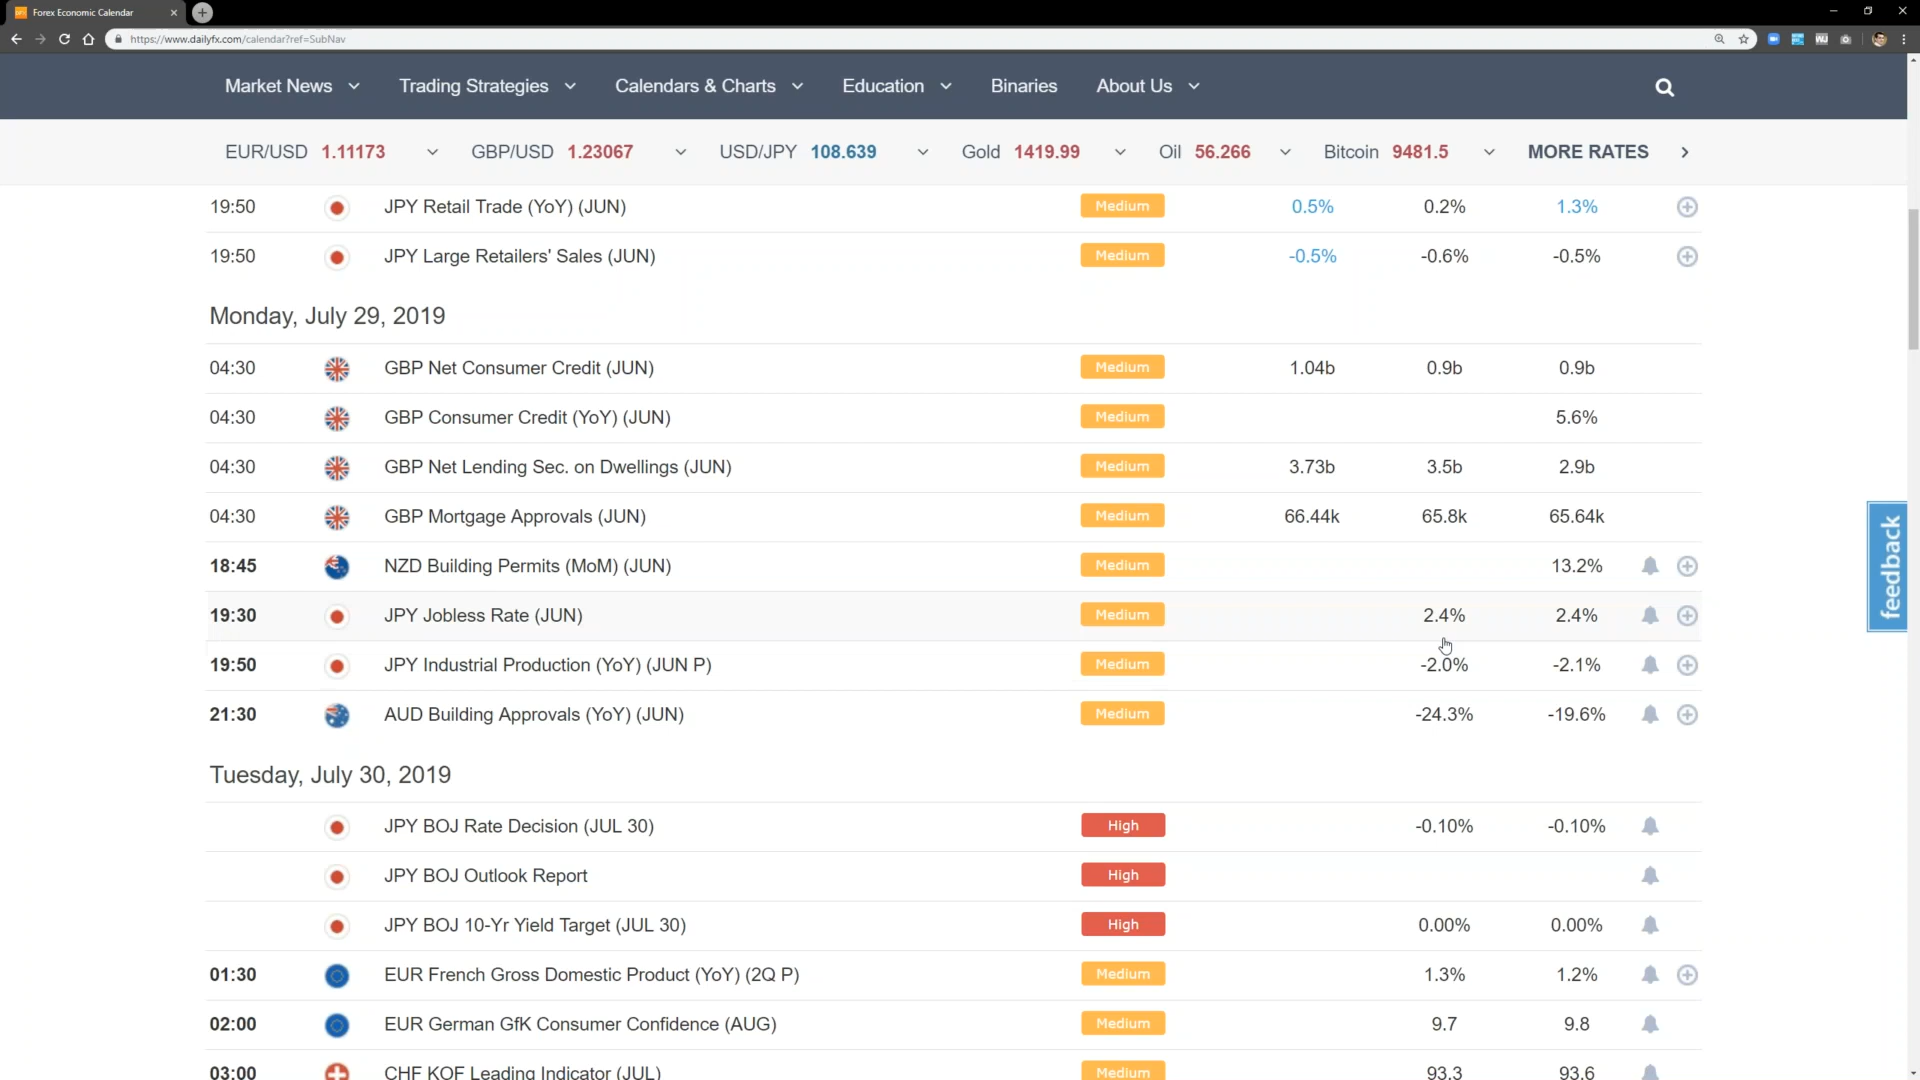 Forex Economic Calendar
https://www.dailyfx.com/calendar?ref=SubNav
Market News Trading Strategies Calendars & Charts Education Binaries About Us
EUR/USD 1.11173 GBP/USD 1.23067 USD/JPY 108.639 Gold 1419.99 Oil 56.266 Bitcoin 9481.5 MORE RATES
19:50 JPY Retail Trade (YoY) (JUN) Medium 0.5% 0.2% 1.3%
19:50 JPY Large Retailers' Sales (JUN) Medium -0.5% -0.6% -0.5%
Monday, July 29, 2019
04:30 GBP Net Consumer Credit (JUN) Medium 1.04b 0.9b 0.9b
04:30 GBP Consumer Credit (YoY) (JUN) Medium 5.6%
04:30 GBP Net Lending Sec. on Dwellings (JUN) Medium 3.73b 3.5b 2.9b
04:30 GBP Mortgage Approvals (JUN) Medium 66.44k 65.8k 65.64k
18:45 NZD Building Permits (MoM) (JUN) Medium 13.2%
19:30 JPY Jobless Rate (JUN) Medium 2.4% 2.4%
19:50 JPY Industrial Production (YoY) (JUN P) Medium -2.0% -2.1%
21:30 AUD Building Approvals (YoY) (JUN) Medium -24.3% -19.6%
feedback
Tuesday, July 30, 2019
JPY BOJ Rate Decision (JUL 30) High -0.10% -0.10%
JPY BOJ Outlook Report High
JPY BOJ 10-Yr Yield Target (JUL 30) High 0.00% 0.00%
01:30 EUR French Gross Domestic Product (YoY) (2Q P) Medium 1.3% 1.2%
02:00 EUR German GfK Consumer Confidence (AUG) Medium 9.7 9.8
03:00 CHF KOF Leading Indicator (JUL) Medium 93.3 93.6